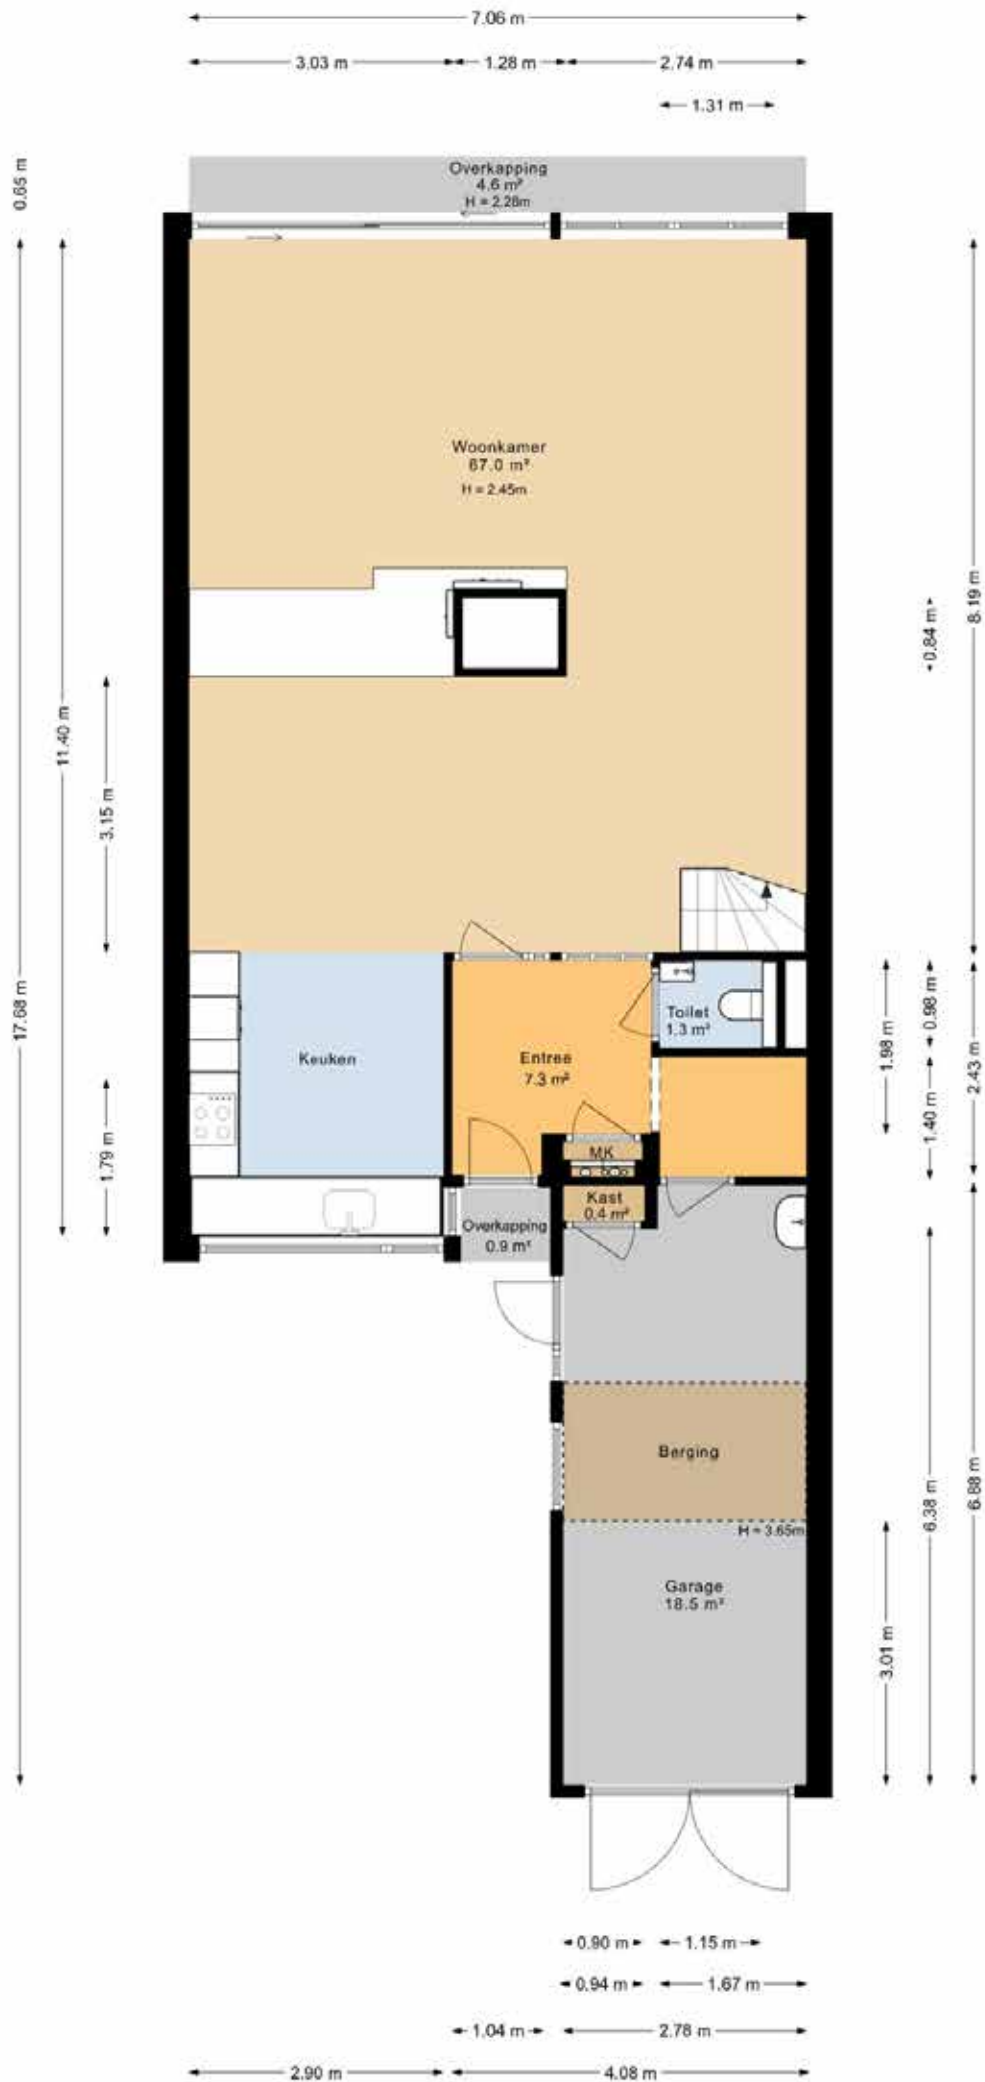 7.06 m
3.03 m
1.28 m
2.74 m
1.31 m
0.65 m
Overkapping
4.6 m²
H = 2.28m
Woonkamer
67.0 m²
H = 2.45m
8.19 m
0.84 m
11.40 m
3.15 m
17.68 m
1.79 m
Keuken
Entree
7.3 m²
Toilet
1.3 m²
1.98 m
0.98 m
2.43 m
1.40 m
MK
Kast
0.4 m²
Overkapping
0.9 m²
Berging
H = 3.65m
Garage
18.5 m²
6.38 m
6.88 m
3.01 m
0.90 m
1.15 m
0.94 m
1.67 m
1.04 m
2.78 m
2.90 m
4.08 m